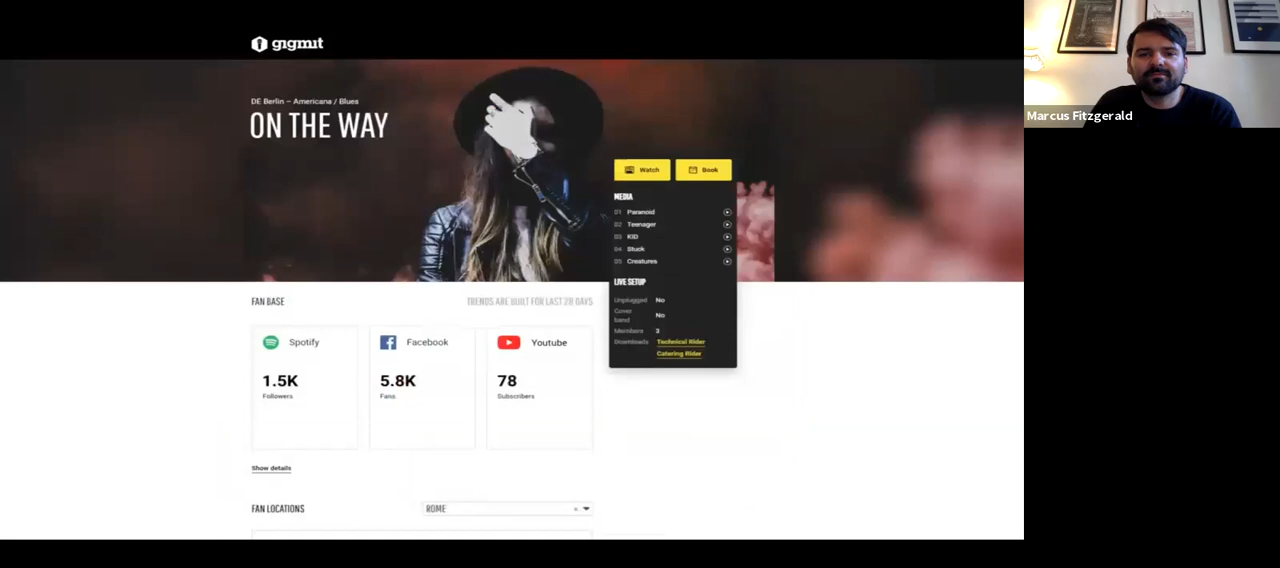 gigmit
DE Berlin – Americana / Blues
ON THE WAY
Marcus Fitzgerald
Watch
Book
MEDIA
01 Paranoid
02 Teenager
03 KID
04 Stuck
05 Creatures
LIVE SETUP
Unplugged No
Cover band No
Members 3
Downloads Technical Rider
Catering Rider
FAN BASE
TRENDS ARE BUILT FOR LAST 28 DAYS
Spotify
1.5K
Followers
Facebook
5.8K
Fans
Youtube
78
Subscribers
Show details
FAN LOCATIONS
ROME